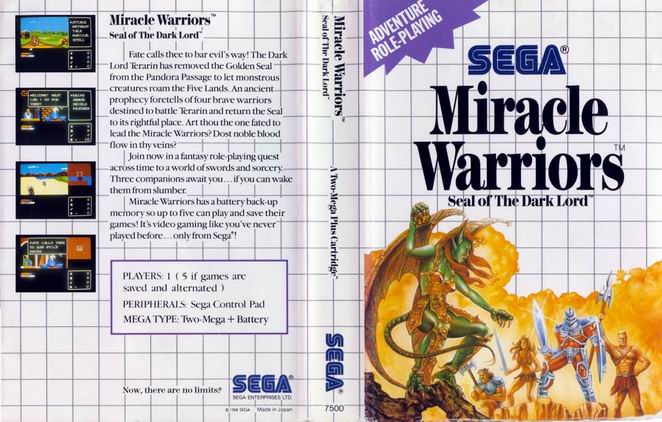 Miracle Warriors™
Seal of The Dark Lord™
Fate calls thee to bar evil's way! The Dark
Lord Terarin has removed the Golden Seal
from the Pandora Passage to let monstrous
creatures roam the Five Lands. An ancient
prophecy foretells of four brave warriors
destined to battle Terarin and return the Seal
to its rightful place. Art thou the one fated to
lead the Miracle Warriors? Dost noble blood
flow in thy veins?
Join now in a fantasy role-playing quest
across time to a world of swords and sorcery.
Three companions await you...if you can wake
them from slumber.
Miracle Warriors has a battery back-up
memory so up to five can play and save their
games! It's video gaming like you've never
played before...only from Sega®!
PLAYERS: 1 ( 5 if games are
saved and alternated )
PERIPHERALS: Sega Control Pad
MEGA TYPE: Two-Mega + Battery
Now, there are no limits!®
SEGA®
SEGA ENTERPRISES LTD.
© 1988 SEGA Made in Japan
Miracle Warriors™
Seal of The Dark Lord™
A Two-Mega Plus Cartridge™
SEGA®
7500
ADVENTURE
ROLE-PLAYING
SEGA®
Miracle
Warriors™
Seal of The Dark Lord™